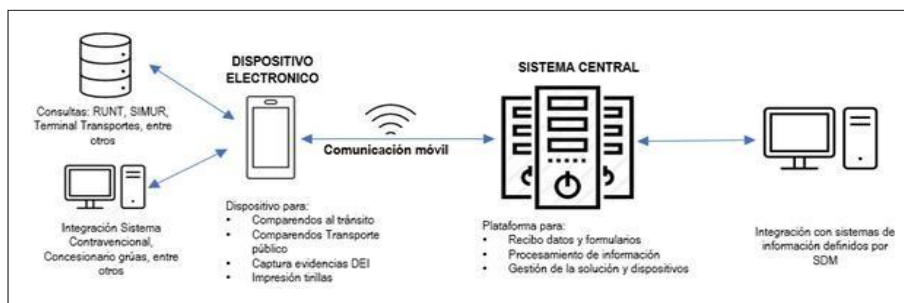 DISPOSITIVO
ELECTRONICO
SISTEMA CENTRAL
Consultas: RUNT, SIMUR,
Terminal Transportes, entre
otros
Comunicación móvil
Integración Sistema
Contravencional,
Concesionario grúas, entre
otros
Dispositivo para:
• Comparendos al tránsito
• Comparendos Transporte
público
• Captura evidencias DEI
• Impresión tirillas
Plataforma para:
• Recibo datos y formularios
• Procesamiento de información
• Gestión de la solución y dispositivos
Integración con sistemas de
información definidos por
SDM